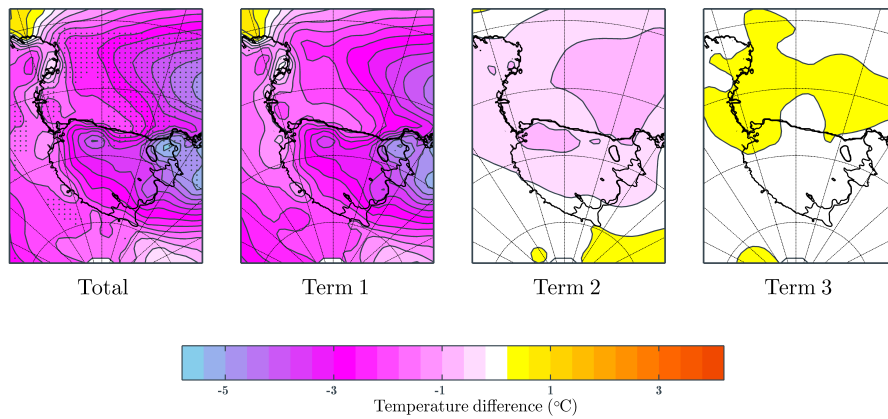 Total Term 1 Term 2 Term 3
-5 -3 -1 1 3
Temperature difference (°C)